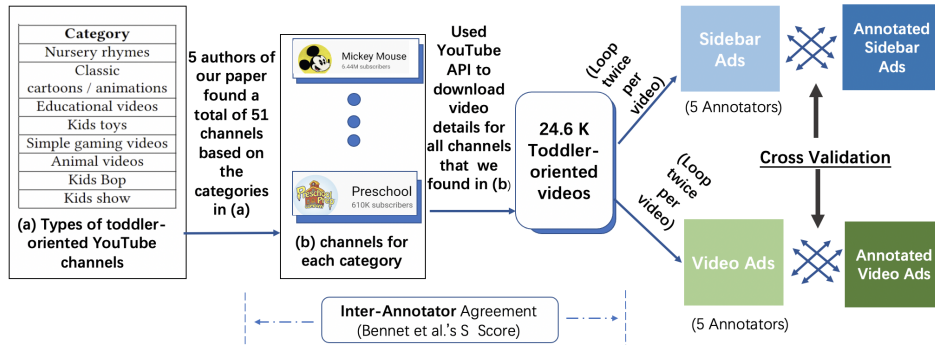 Category
Nursery rhymes
Classic
cartoons / animations
Educational videos
Kids toys
Simple gaming videos
Animal videos
Kids Bop
Kids show
(a) Types of toddler-
oriented YouTube
channels
5 authors of
our paper
found a
total of 51
channels
based on
the
categories
in (a)
Mickey Mouse
6.44M subscribers
Preschool
610K subscribers
(b) channels for
each category
Used
YouTube
API to
download
video
details for
all channels
that we
found in (b)
24.6 K
Toddler-
oriented
videos
(Loop
twice
per
video)
(Loop
twice
per
video)
Sidebar
Ads
(5 Annotators)
Annotated
Sidebar
Ads
Cross Validation
Video Ads
(5 Annotators)
Annotated
Video Ads
Inter-Annotator Agreement
(Bennet et al.'s S Score)